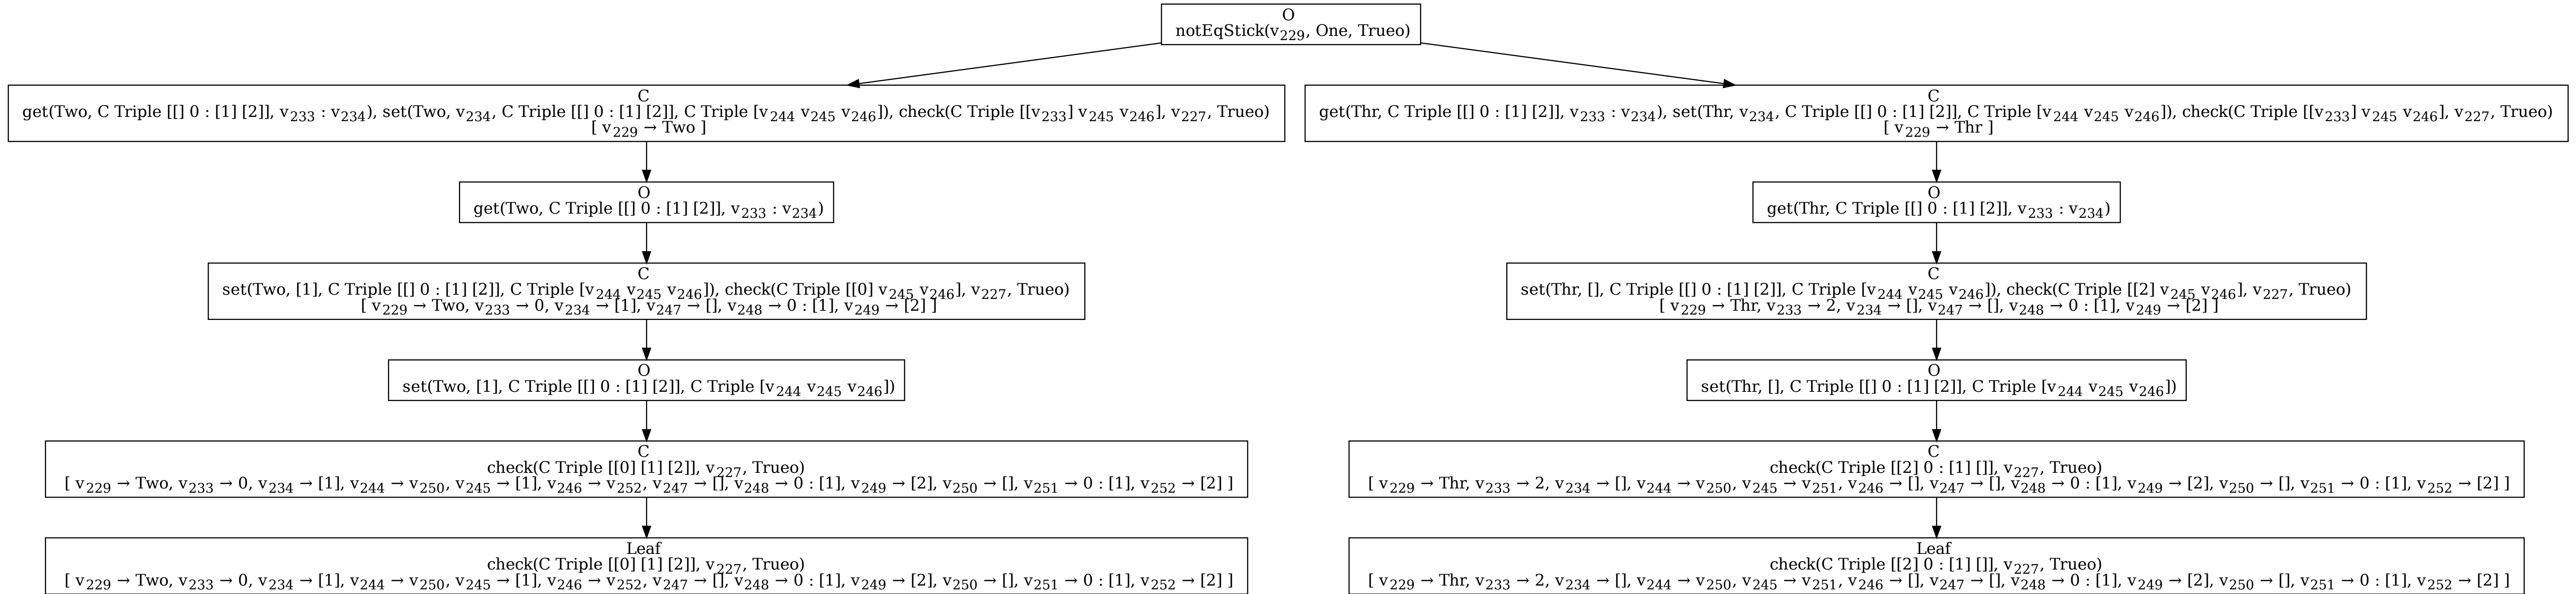 O
notEqStick(v₂₂₉, One, Trueo)
C
get(Two, C Triple [[] 0 : [1] [2]], v₂₃₃ : v₂₃₄), set(Two, v₂₃₄, C Triple [[] 0 : [1] [2]], C Triple [v₂₄₄ v₂₄₅ v₂₄₆]), check(C Triple [[v₂₃₃] v₂₄₅ v₂₄₆], v₂₂₇, Trueo)
[ v₂₂₉ → Two ]
C
get(Thr, C Triple [[] 0 : [1] [2]], v₂₃₃ : v₂₃₄), set(Thr, v₂₃₄, C Triple [[] 0 : [1] [2]], C Triple [v₂₄₄ v₂₄₅ v₂₄₆]), check(C Triple [[v₂₃₃] v₂₄₅ v₂₄₆], v₂₂₇, Trueo)
[ v₂₂₉ → Thr ]
O
get(Two, C Triple [[] 0 : [1] [2]], v₂₃₃ : v₂₃₄)
O
get(Thr, C Triple [[] 0 : [1] [2]], v₂₃₃ : v₂₃₄)
C
set(Two, [1], C Triple [[] 0 : [1] [2]], C Triple [v₂₄₄ v₂₄₅ v₂₄₆]), check(C Triple [[0] v₂₄₅ v₂₄₆], v₂₂₇, Trueo)
[ v₂₂₉ → Two, v₂₃₃ → 0, v₂₃₄ → [1], v₂₄₇ → [], v₂₄₈ → 0 : [1], v₂₄₉ → [2] ]
C
set(Thr, [], C Triple [[] 0 : [1] [2]], C Triple [v₂₄₄ v₂₄₅ v₂₄₆]), check(C Triple [[2] v₂₄₅ v₂₄₆], v₂₂₇, Trueo)
[ v₂₂₉ → Thr, v₂₃₃ → 2, v₂₃₄ → [], v₂₄₇ → [], v₂₄₈ → 0 : [1], v₂₄₉ → [2] ]
O
set(Two, [1], C Triple [[] 0 : [1] [2]], C Triple [v₂₄₄ v₂₄₅ v₂₄₆])
O
set(Thr, [], C Triple [[] 0 : [1] [2]], C Triple [v₂₄₄ v₂₄₅ v₂₄₆])
C
check(C Triple [[0] [1] [2]], v₂₂₇, Trueo)
[ v₂₂₉ → Two, v₂₃₃ → 0, v₂₃₄ → [1], v₂₄₄ → v₂₅₀, v₂₄₅ → [1], v₂₄₆ → v₂₅₂, v₂₄₇ → [], v₂₄₈ → 0 : [1], v₂₄₉ → [2], v₂₅₀ → [], v₂₅₁ → 0 : [1], v₂₅₂ → [2] ]
C
check(C Triple [[2] 0 : [1] []], v₂₂₇, Trueo)
[ v₂₂₉ → Thr, v₂₃₃ → 2, v₂₃₄ → [], v₂₄₄ → v₂₅₀, v₂₄₅ → v₂₅₁, v₂₄₆ → [], v₂₄₇ → [], v₂₄₈ → 0 : [1], v₂₄₉ → [2], v₂₅₀ → [], v₂₅₁ → 0 : [1], v₂₅₂ → [2] ]
Leaf
check(C Triple [[0] [1] [2]], v₂₂₇, Trueo)
[ v₂₂₉ → Two, v₂₃₃ → 0, v₂₃₄ → [1], v₂₄₄ → v₂₅₀, v₂₄₅ → [1], v₂₄₆ → v₂₅₂, v₂₄₇ → [], v₂₄₈ → 0 : [1], v₂₄₉ → [2], v₂₅₀ → [], v₂₅₁ → 0 : [1], v₂₅₂ → [2] ]
Leaf
check(C Triple [[2] 0 : [1] []], v₂₂₇, Trueo)
[ v₂₂₉ → Thr, v₂₃₃ → 2, v₂₃₄ → [], v₂₄₄ → v₂₅₀, v₂₄₅ → v₂₅₁, v₂₄₆ → [], v₂₄₇ → [], v₂₄₈ → 0 : [1], v₂₄₉ → [2], v₂₅₀ → [], v₂₅₁ → 0 : [1], v₂₅₂ → [2] ]